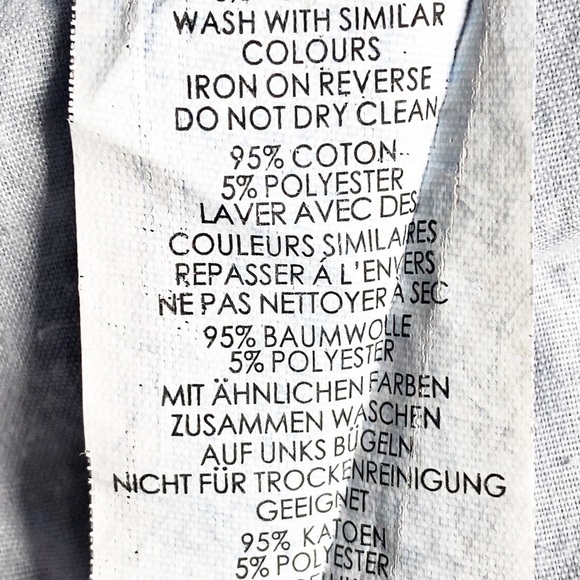 WASH WITH SIMILAR
COLOURS
IRON ON REVERSE
DO NOT DRY CLEAN
95% COTON
5% POLYESTER
LAVER AVEC DES
COULEURS SIMILAIRES
REPASSER À L'ENVERS
NE PAS NETTOYER À SEC
95% BAUMWOLLE
5% POLYESTER
MIT ÄHNLICHEN FARBEN
ZUSAMMEN WASCHEN
AUF UNKS BÜGELN
NICHT FÜR TROCKENREINIGUNG
GEEIGNET
95% KATOEN
5% POLYESTER